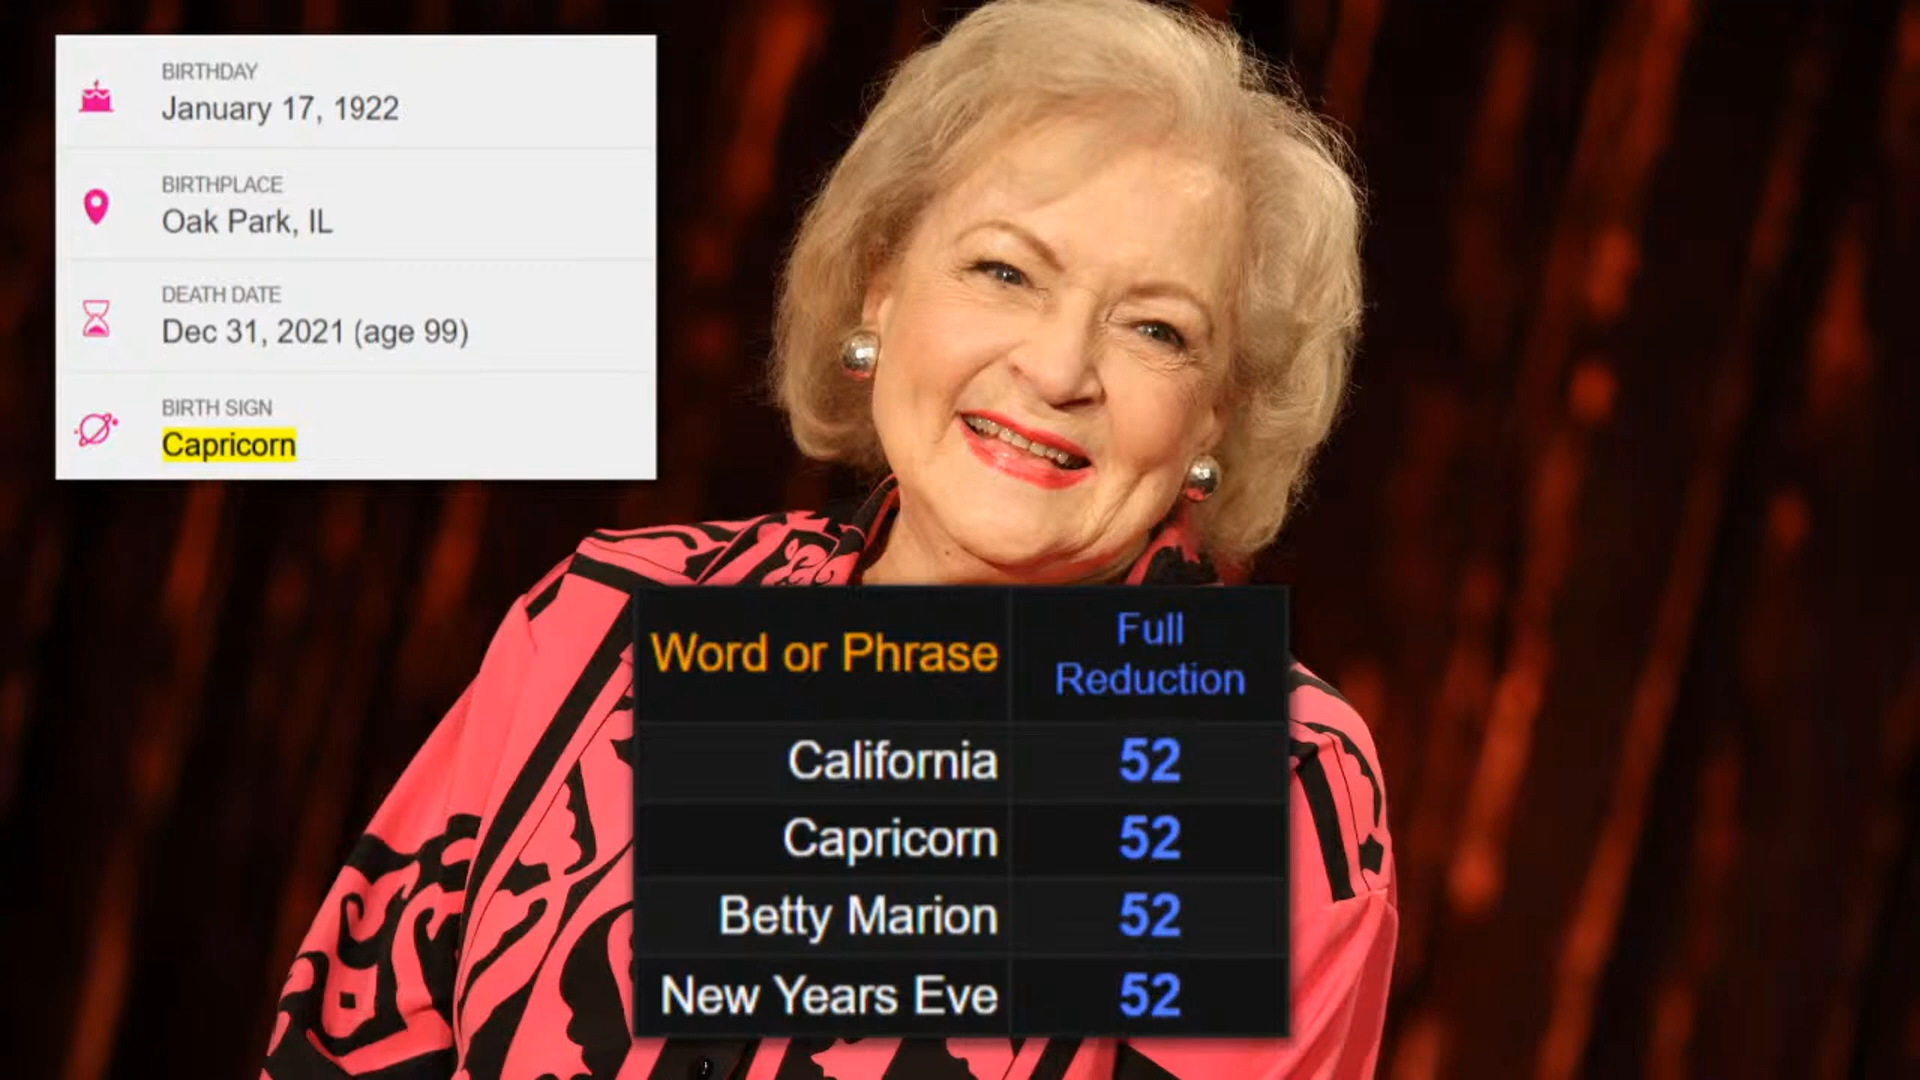 BIRTHDAY
January 17, 1922
BIRTHPLACE
Oak Park, IL
DEATH DATE
Dec 31, 2021 (age 99)
BIRTH SIGN
Capricorn
Word or Phrase
Full
Reduction
California 52
Capricorn 52
Betty Marion 52
New Years Eve 52